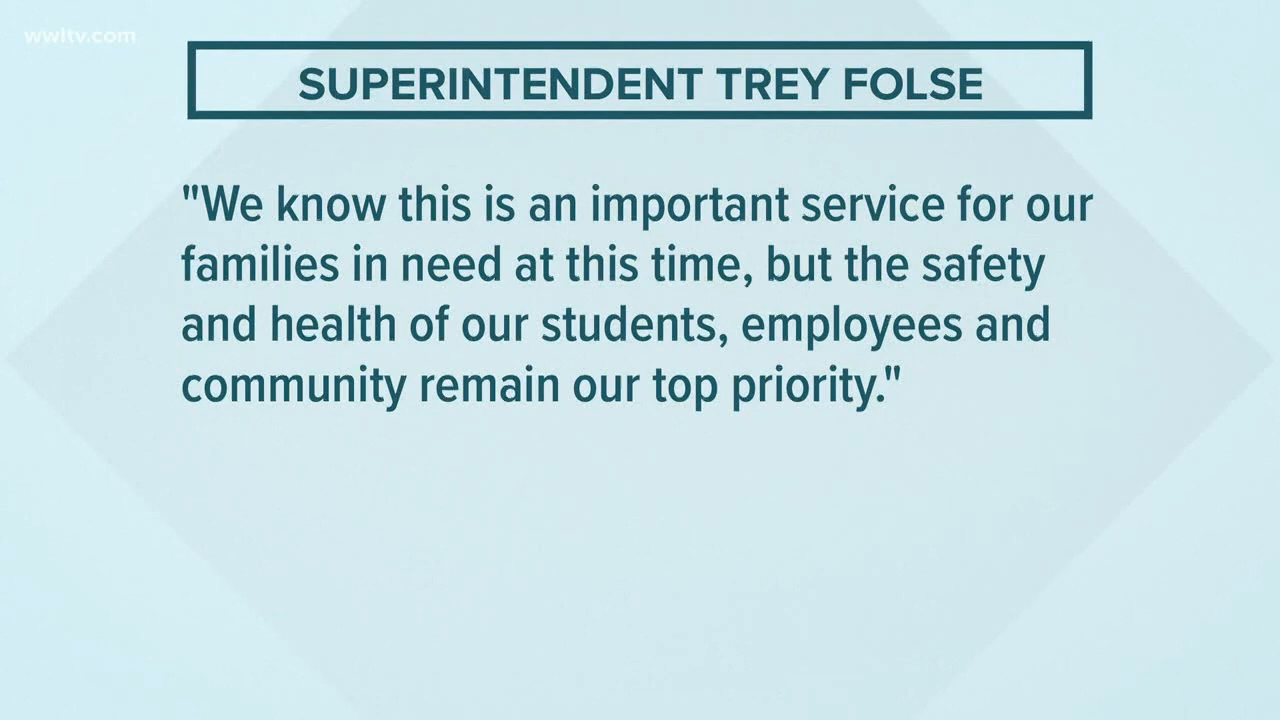 wwltv.com
SUPERINTENDENT TREY FOLSE
"We know this is an important service for our
families in need at this time, but the safety
and health of our students, employees and
community remain our top priority."